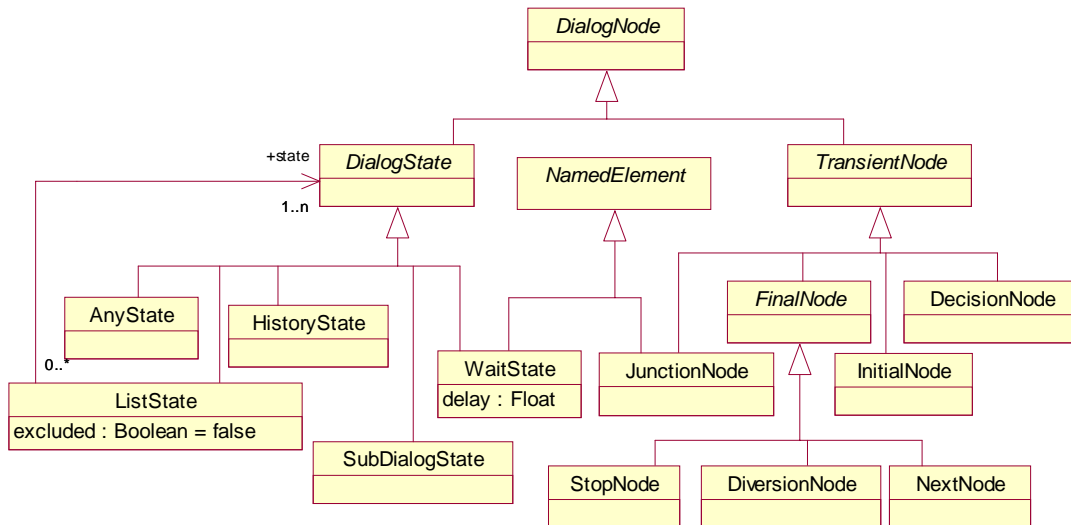 DialogNode
+state
DialogState
NamedElement
TransientNode
1..n
AnyState
HistoryState
FinalNode
DecisionNode
0..*
WaitState
delay : Float
JunctionNode
InitialNode
ListState
excluded : Boolean = false
SubDialogState
StopNode
DiversionNode
NextNode